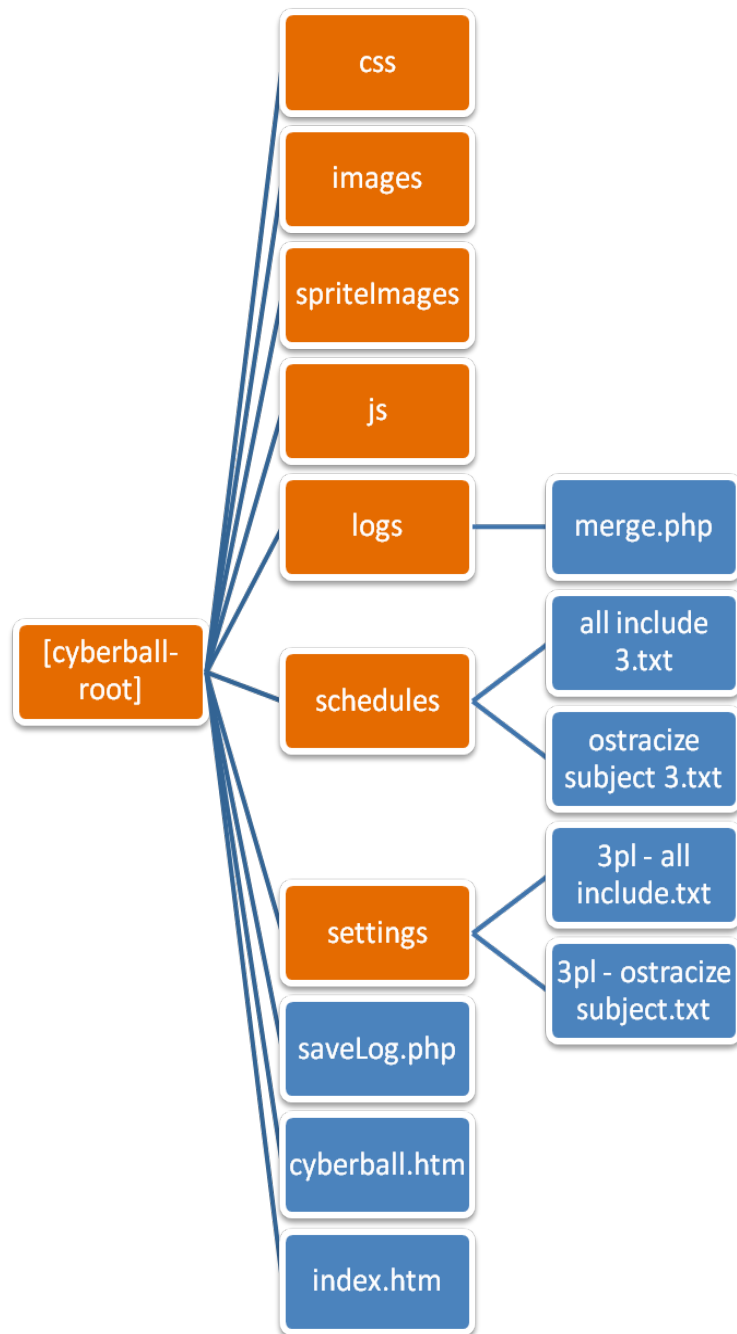 css
images
spriteImages
js
logs
merge.php
[cyberball-
root]
schedules
all include
3.txt
ostracize
subject 3.txt
settings
3pl - all
include.txt
3pl - ostracize
subject.txt
saveLog.php
cyberball.htm
index.htm